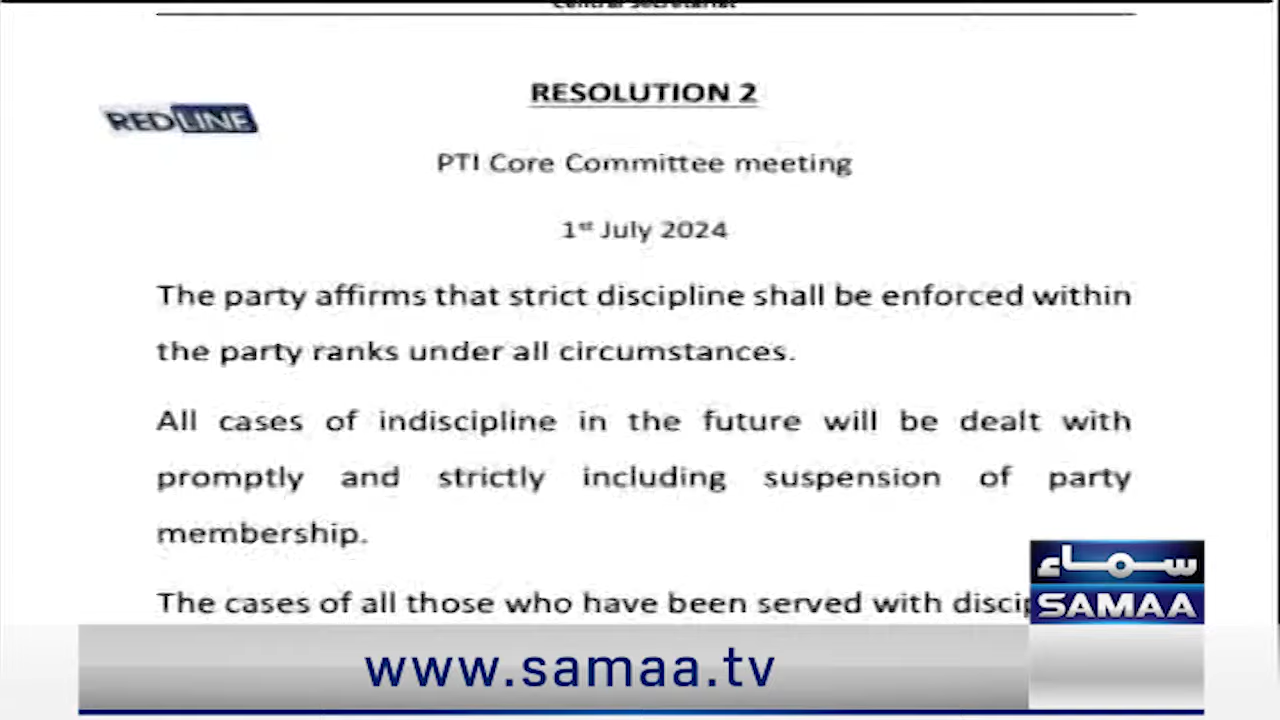 Central Secretariat
RESOLUTION 2
REDLINE
PTI Core Committee meeting
1st July 2024
The party affirms that strict discipline shall be enforced within
the party ranks under all circumstances.
All cases of indiscipline in the future will be dealt with
promptly and strictly including suspension of party
membership.
The cases of all those who have been served with
سماء
SAMAA
www.samaa.tv